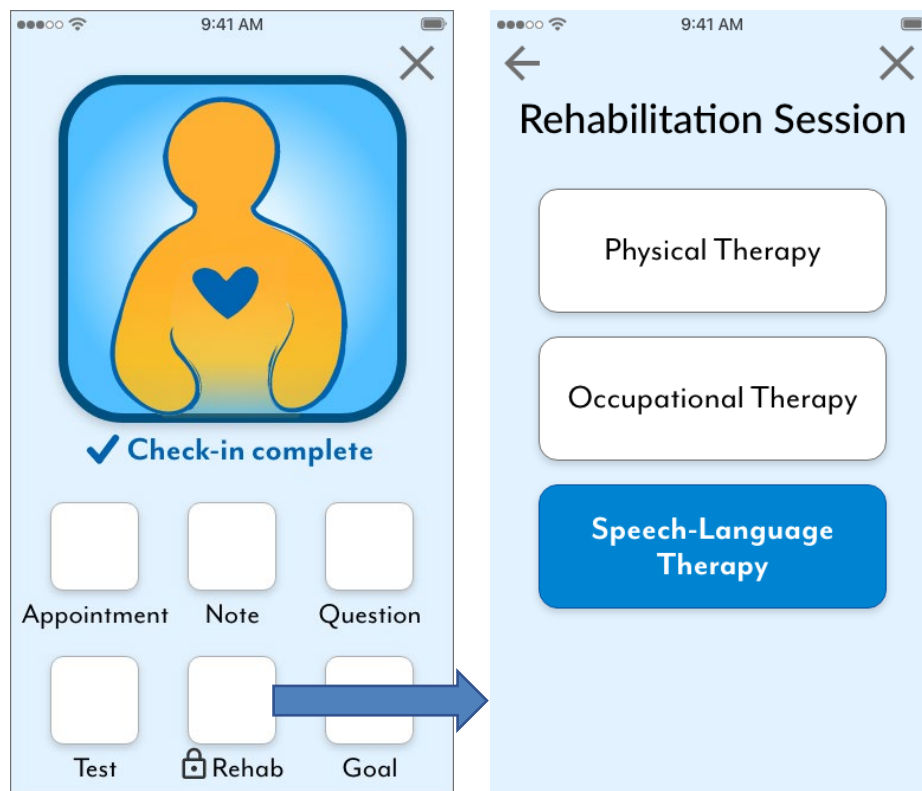 9:41 AM
Check-in complete
Appointment Note Question
Test Rehab Goal
9:41 AM
Rehabilitation Session
Physical Therapy
Occupational Therapy
Speech-Language
Therapy